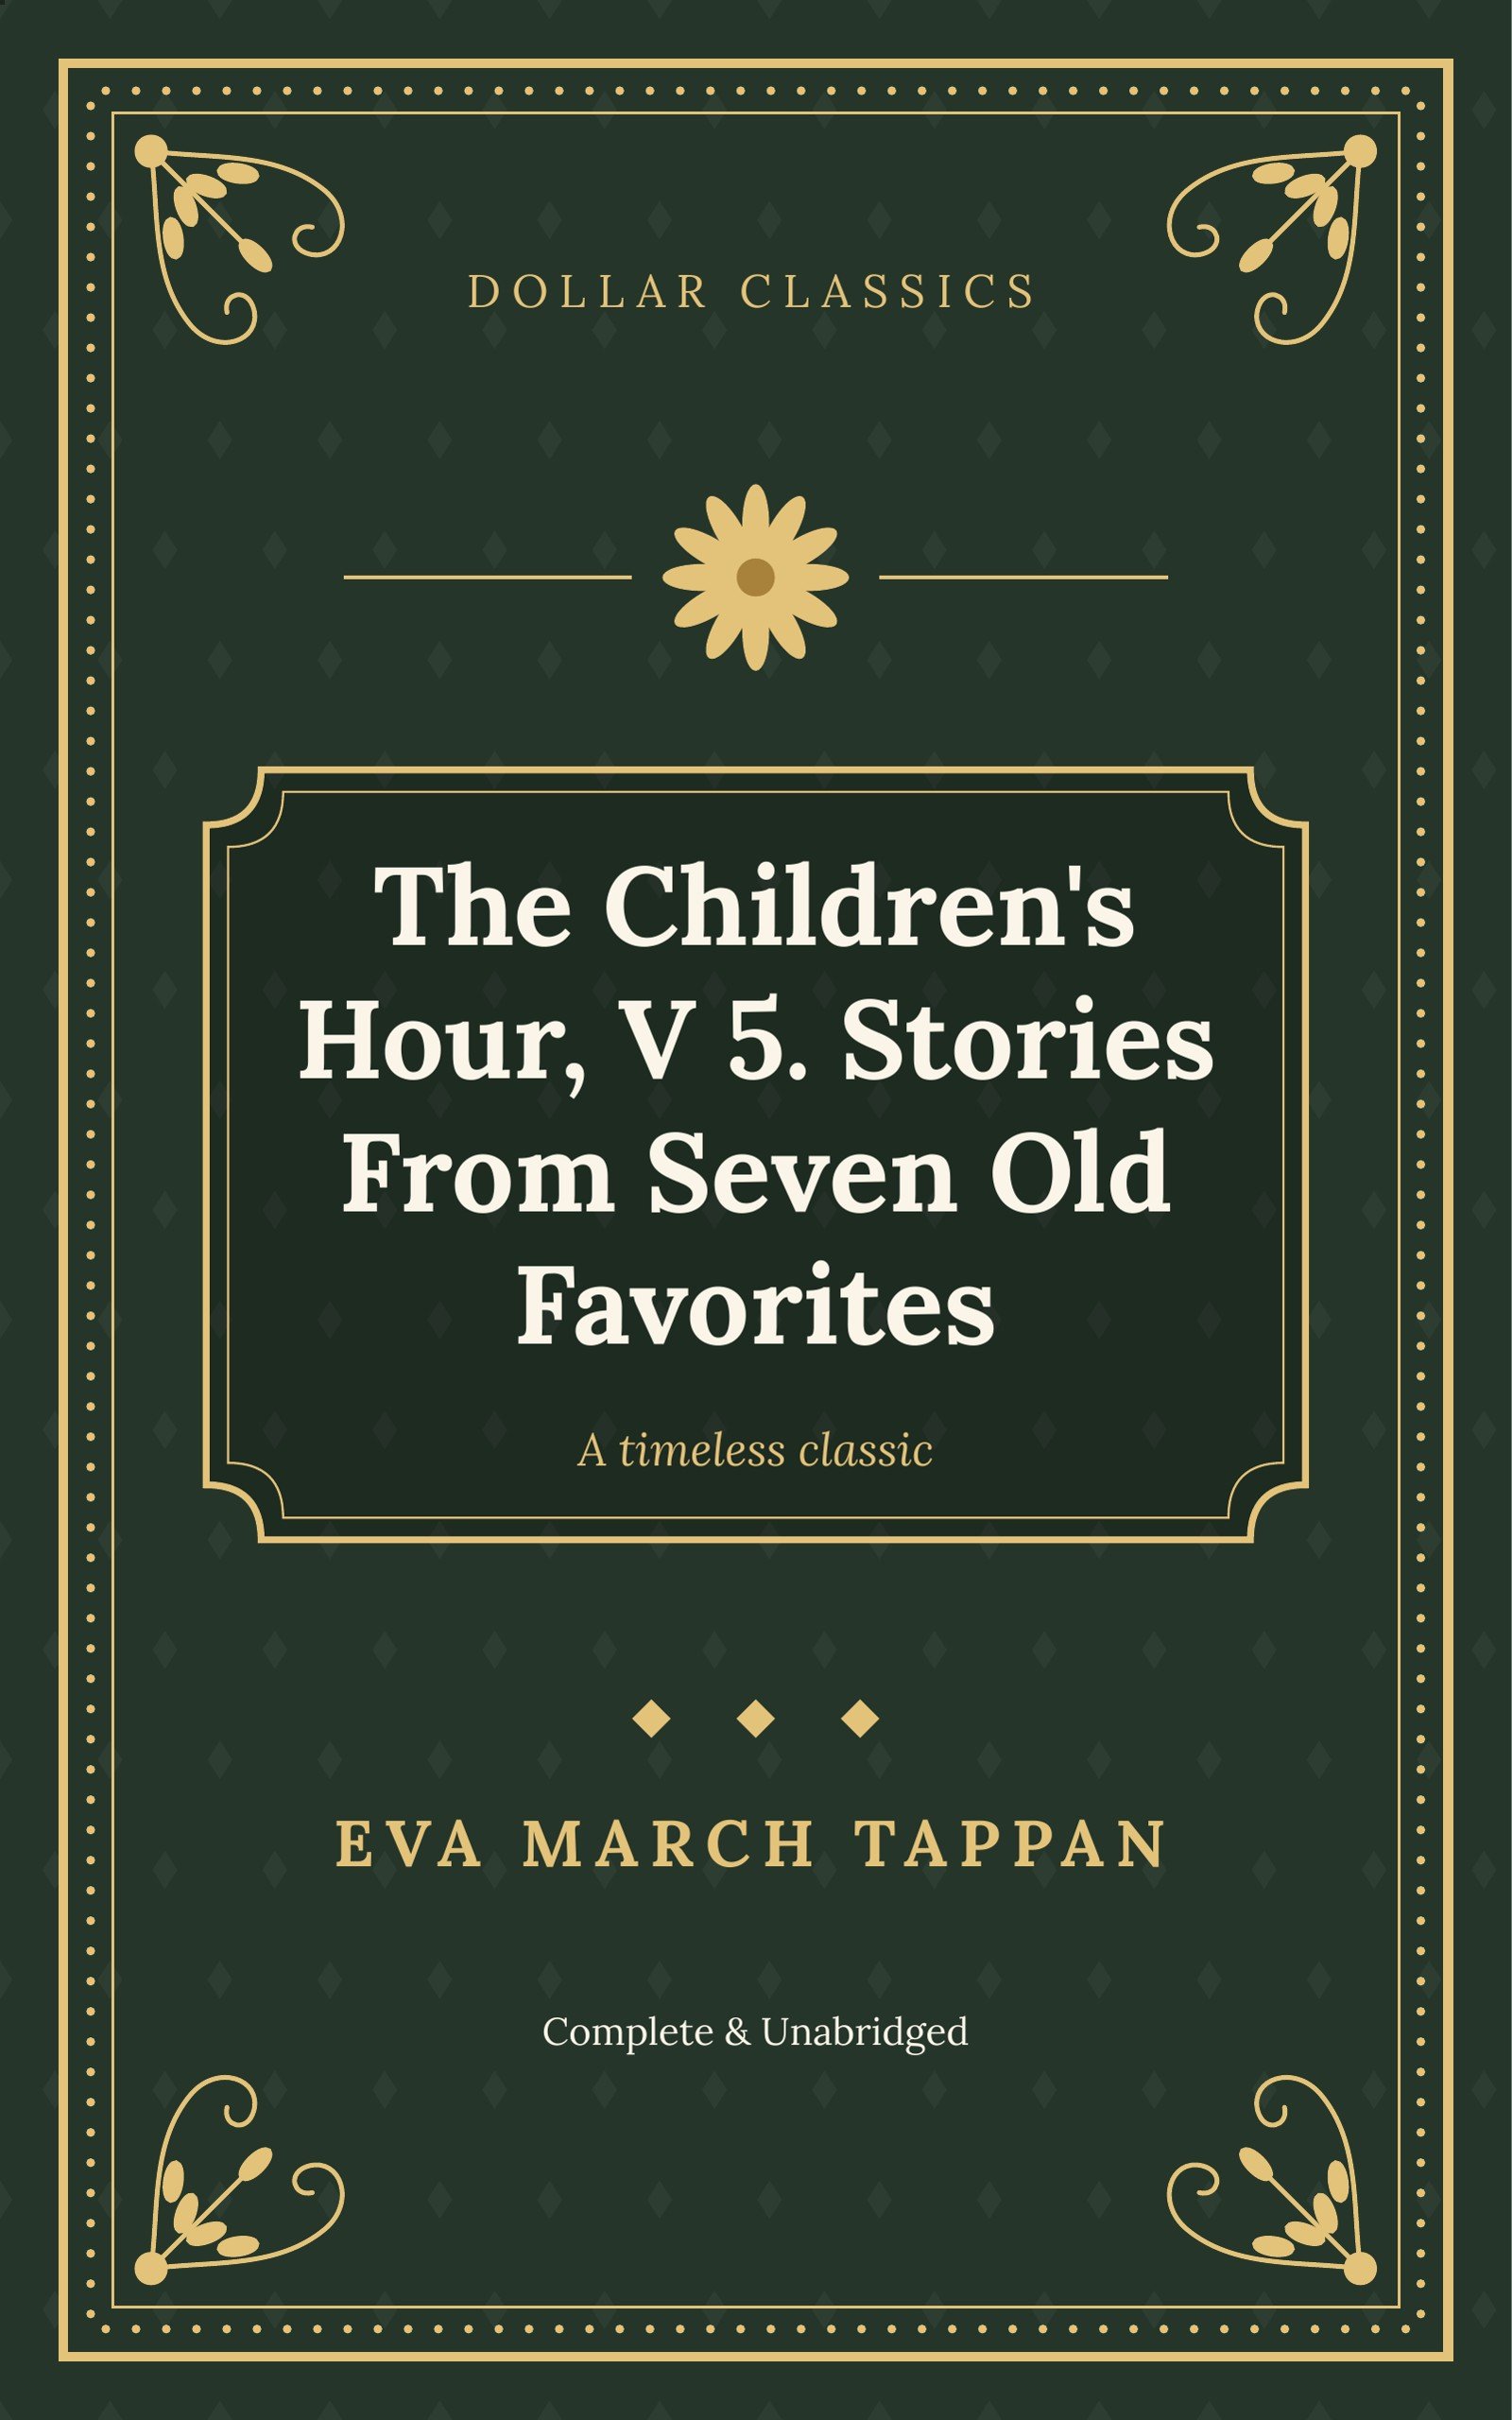 DOLLAR CLASSICS
The Children's
Hour, V 5. Stories
From Seven Old
Favorites
A timeless classic
EVA MARCH TAPPAN
Complete & Unabridged